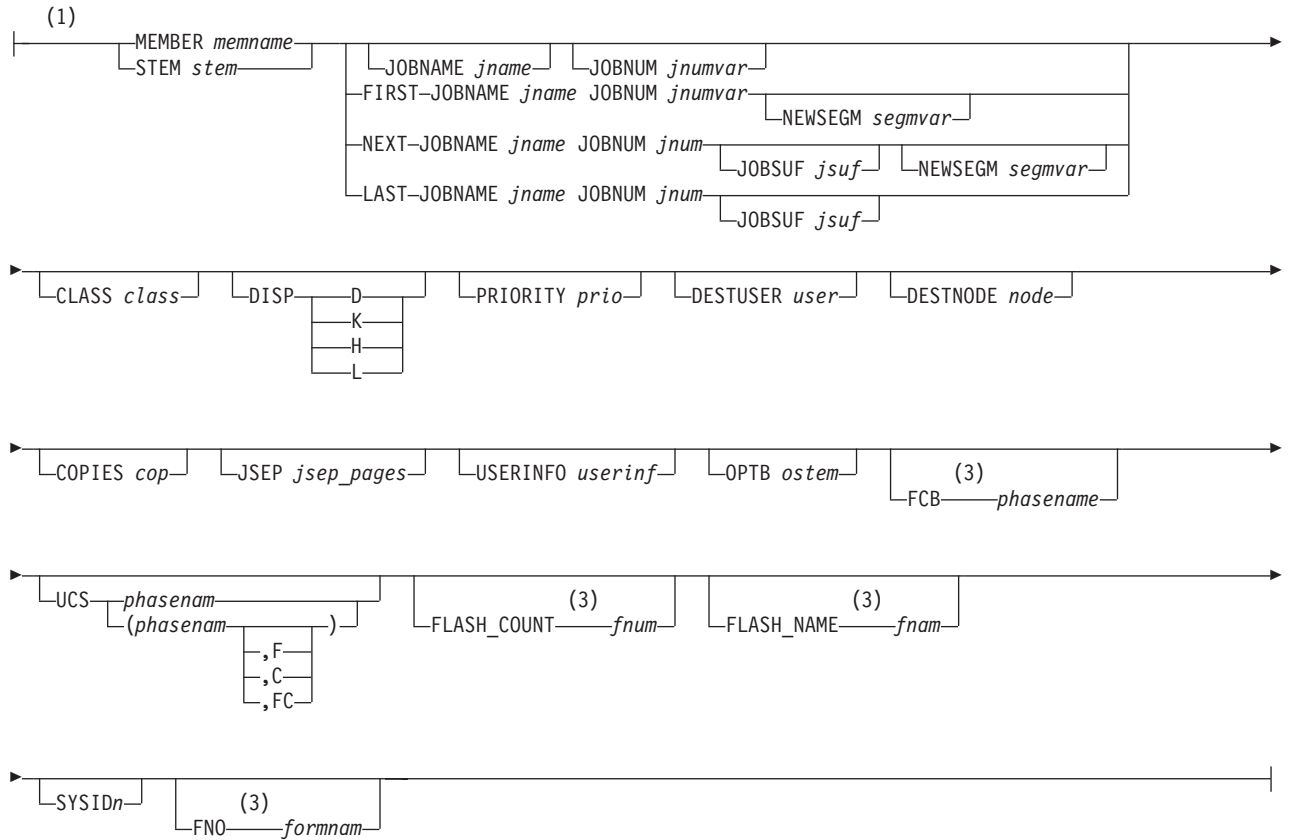 (1)
MEMBER memname
STEM stem
JOBNAME jname JOBNUM jnumvar
FIRST JOBNAME jname JOBNUM jnumvar
NEWSEGM segmvar
NEXT JOBNAME jname JOBNUM jnum
JOBSUF jsuf NEWSEGM segmvar
LAST JOBNAME jname JOBNUM jnum
JOBSUF jsuf
CLASS class DISP D PRIORITY prio DESTUSER user DESTNODE node
K
H
L
COPIES cop JSEP jsep_pages USERINFO userinf OPTB ostem (3)
FCB phasename
UCS phasenam
(phasenam ) (3) (3)
,F FLASH_COUNT fnum FLASH_NAME fnam
,C
,FC
SYSIDn (3)
FNO formnam